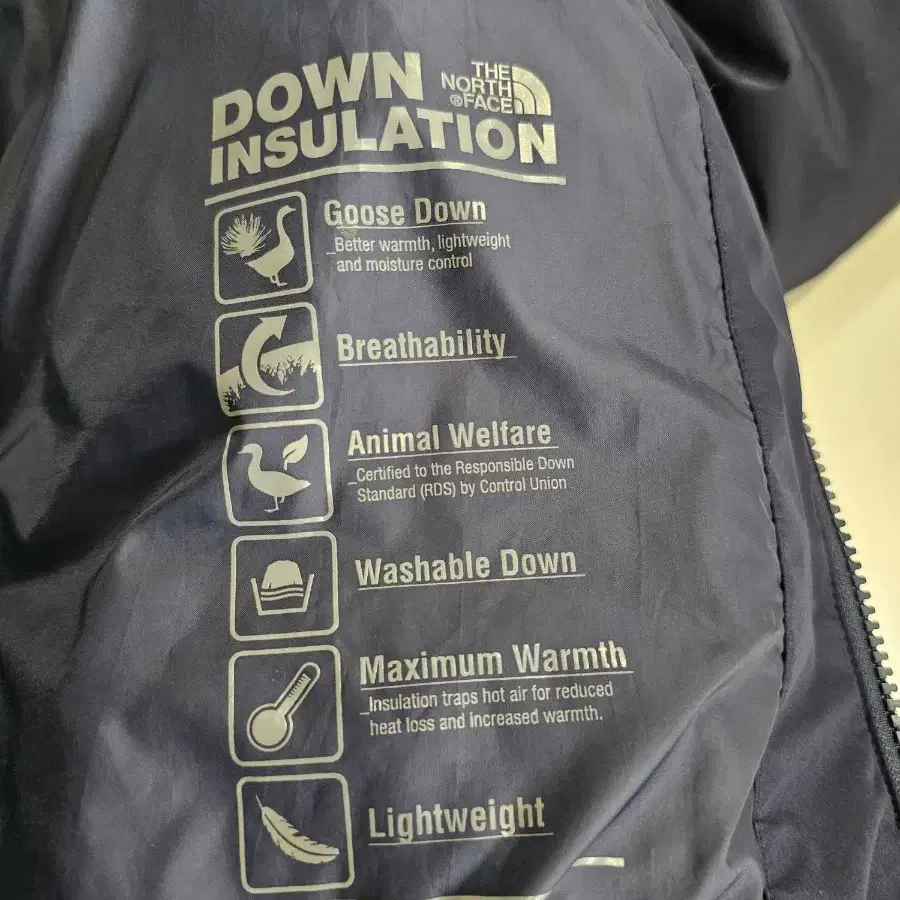 DOWN
INSULATION
THE
NORTH
®FACE
Goose Down
_Better warmth, lightweight
and moisture control
Breathability
Animal Welfare
_Certified to the Responsible Down
Standard (RDS) by Control Union
Washable Down
Maximum Warmth
_Insulation traps hot air for reduced
heat loss and increased warmth.
Lightweight